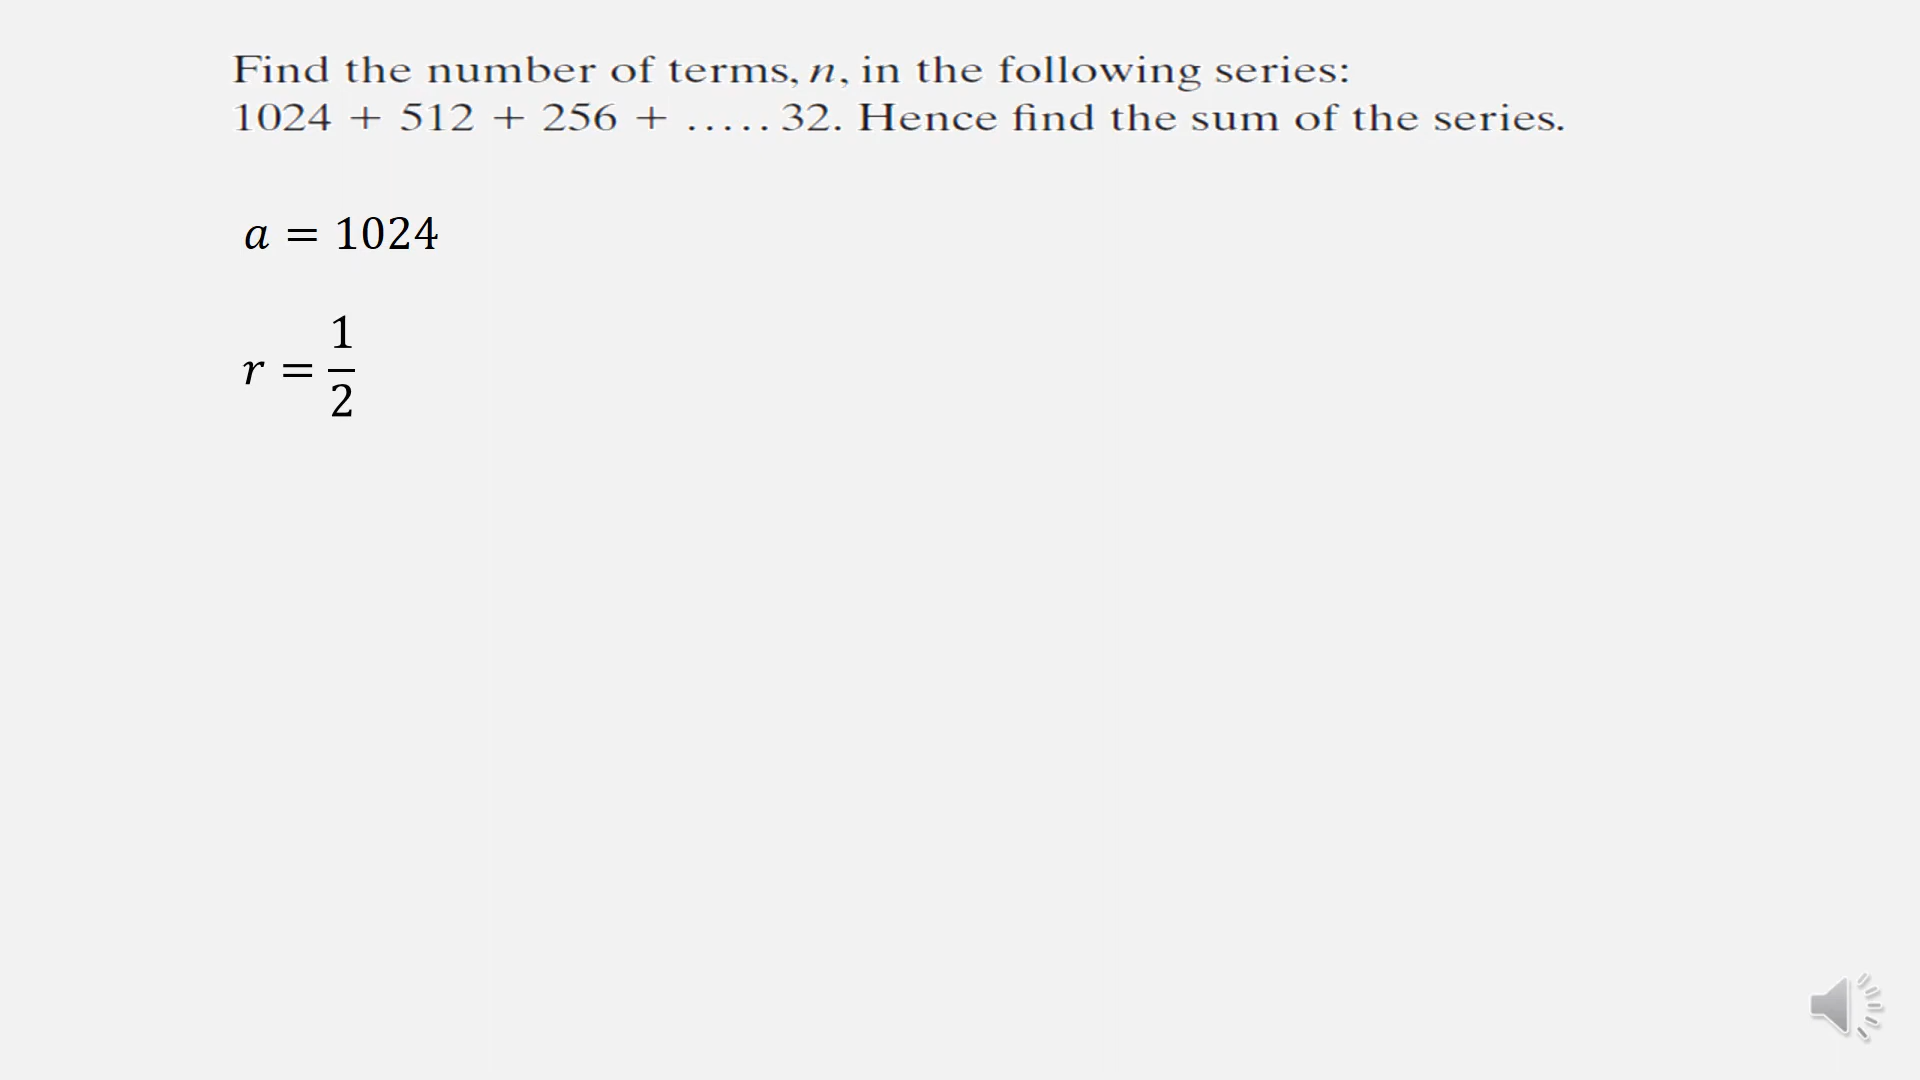 Find the number of terms, n, in the following series:
1024 + 512 + 256 + ..... 32. Hence find the sum of the series.
a = 1024
r = 1/2